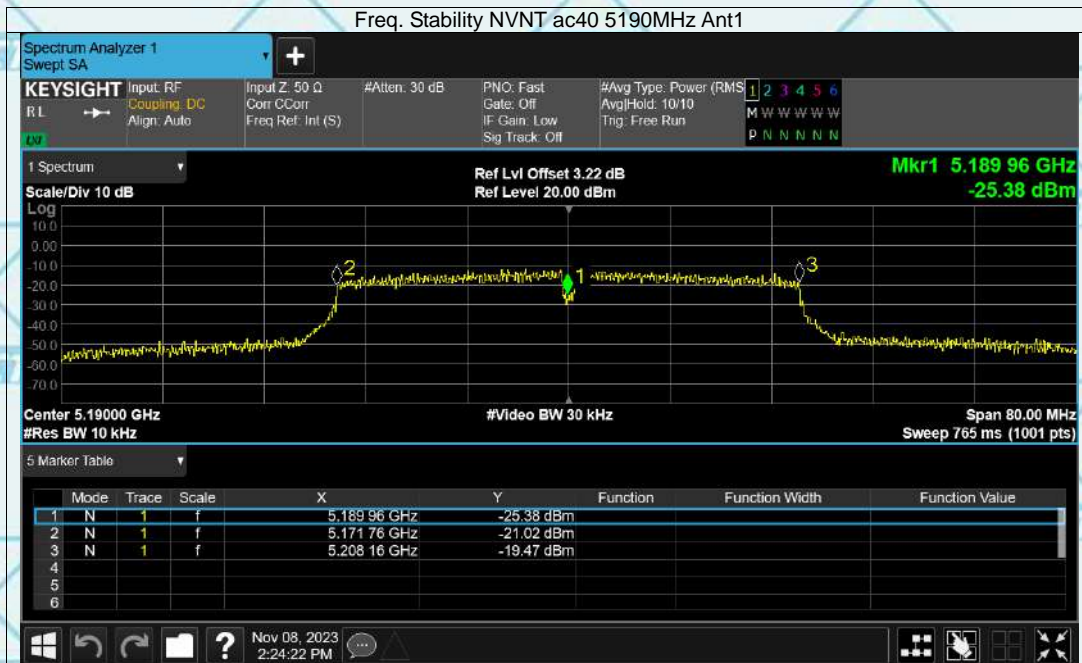 Freq. Stability NVNT ac40 5190MHz Ant1
Spectrum Analyzer 1
Swept SA
+
KEYSIGHT Input: RF Input Z: 50 Ω #Atten: 30 dB PNO: Fast #Avg Type: Power (RMS 1 2 3 4 5 6
RL Coupling: DC Corr CCorr Gate: Off Avg|Hold: 10/10 M W W W W W
Align: Auto Freq Ref: Int (S) IF Gain: Low Trig: Free Run
Sig Track: Off P N N N N N
LXI
1 Spectrum Ref Lvl Offset 3.22 dB Mkr1 5.189 96 GHz
Scale/Div 10 dB Ref Level 20.00 dBm -25.38 dBm
Log
10.0
0.00
-10.0
-20.0
-30.0
-40.0
-50.0
-60.0
-70.0
2
1
3
Center 5.19000 GHz #Video BW 30 kHz Span 80.00 MHz
#Res BW 10 kHz Sweep 765 ms (1001 pts)
5 Marker Table
Mode Trace Scale X Y Function Function Width Function Value
1 N 1 f 5.189 96 GHz -25.38 dBm
2 N 1 f 5.171 76 GHz -21.02 dBm
3 N 1 f 5.208 16 GHz -19.47 dBm
4
5
6
? Nov 08, 2023
2:24:22 PM